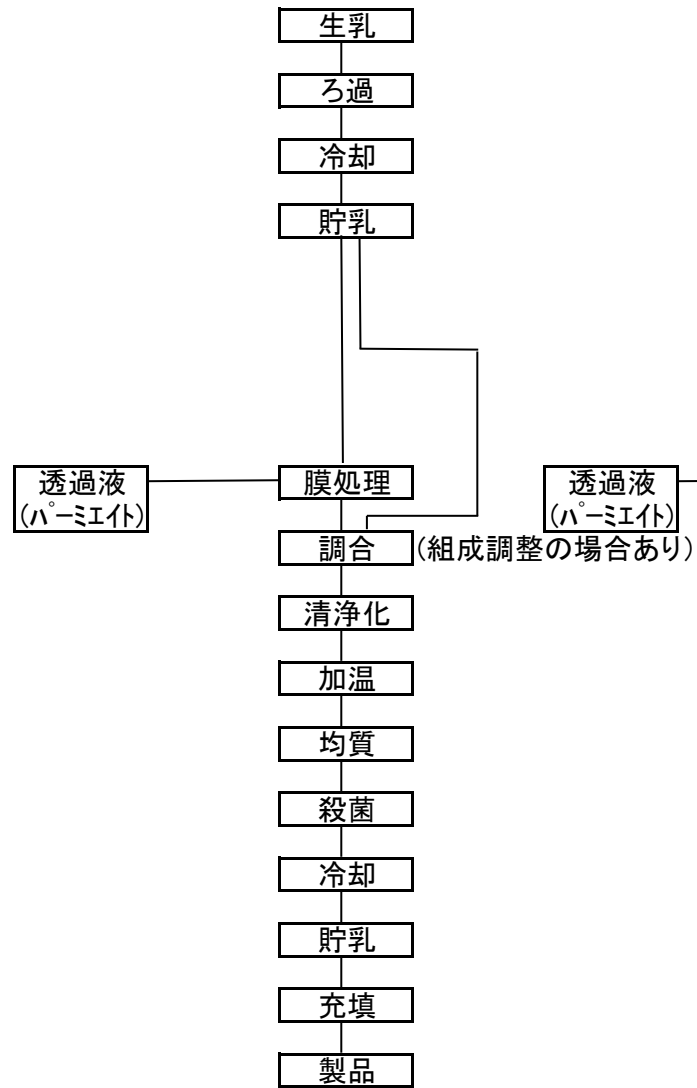 生乳
ろ過
冷却
貯乳
透過液
(ﾊﾟｰﾐｴｲﾄ)
膜処理
透過液
(ﾊﾟｰﾐｴｲﾄ)
調合
(組成調整の場合あり)
清浄化
加温
均質
殺菌
冷却
貯乳
充填
製品